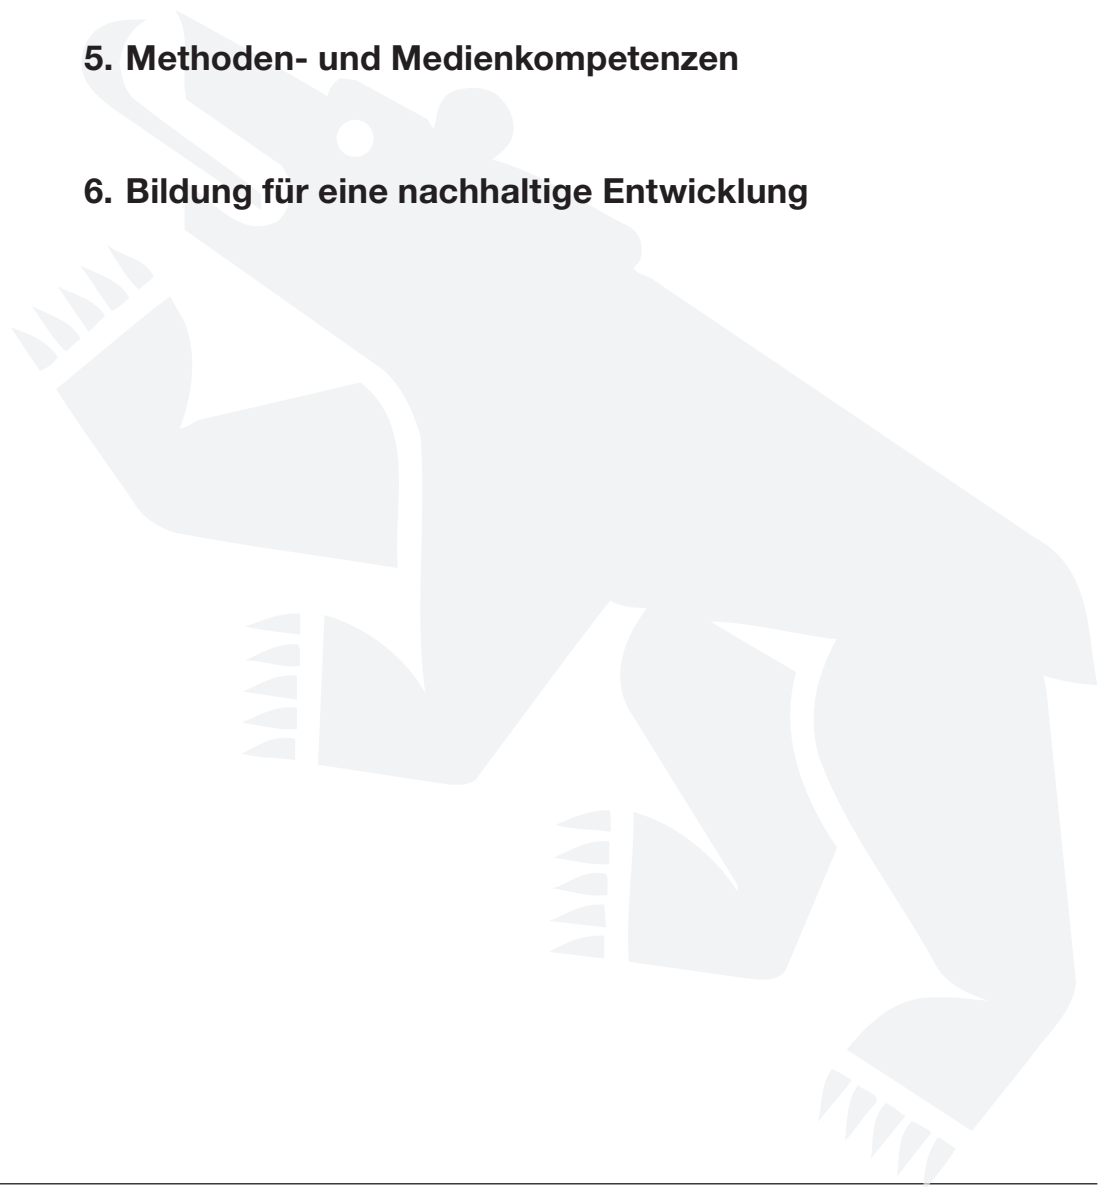 5. Methoden- und Medienkompetenzen
6. Bildung für eine nachhaltige Entwicklung